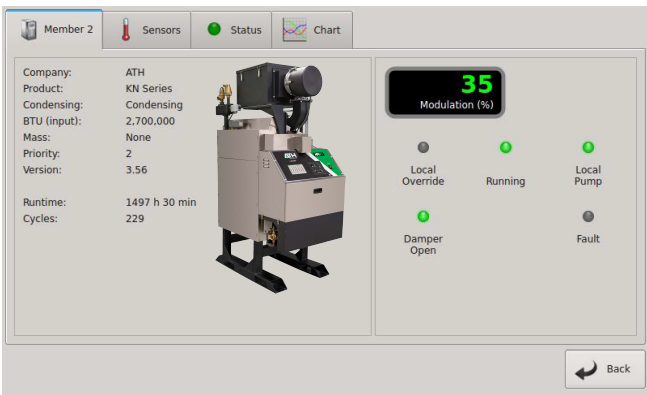 Member 2
Sensors
Status
Chart
Company: ATH
Product: KN Series
Condensing: Condensing
BTU (input): 2,700,000
Mass: None
Priority: 2
Version: 3.56
Runtime: 1497 h 30 min
Cycles: 229
ATH
35
Modulation (%)
Local
Override
Running
Local
Pump
Damper
Open
Fault
Back